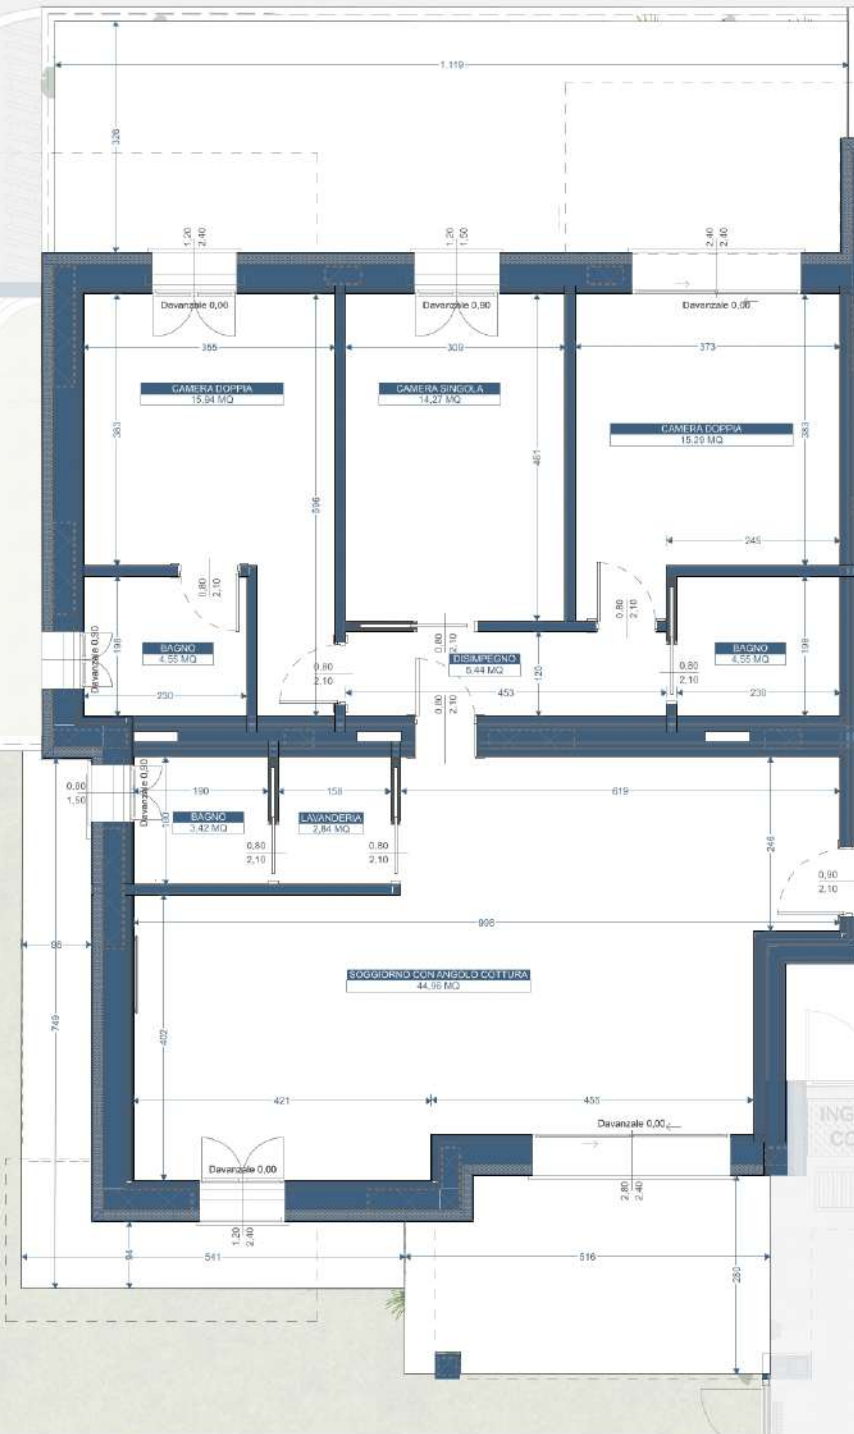 1.119
326
1,20
2,40
1,20
1,50
2,40
2,40
Davanzale 0,00
Davanzale 0,90
Davanzale 0,00
355
309
373
CAMERA DOPPIA
15,94 MQ
CAMERA SINGOLA
14,27 MQ
CAMERA DOPPIA
15,29 MQ
383
596
461
383
245
0,80
2,10
0,80
2,10
198
BAGNO
4,55 MQ
Davanzale 0,90
230
0,80
2,10
0,80
2,10
DISIMPEGNO
5,44 MQ
120
453
0,80
2,10
0,80
2,10
BAGNO
4,55 MQ
198
230
0,80
1,50
Davanzale 0,90
190
158
619
BAGNO
3,42 MQ
LAVANDERIA
2,84 MQ
180
0,80
2,10
0,80
2,10
246
0,90
2,10
998
95
SOGGIORNO CON ANGOLO COTTURA
44,96 MQ
749
402
421
455
Davanzale 0,00
Davanzale 0,00
ING
CO
2,80
2,40
1,20
2,40
94
541
516
280